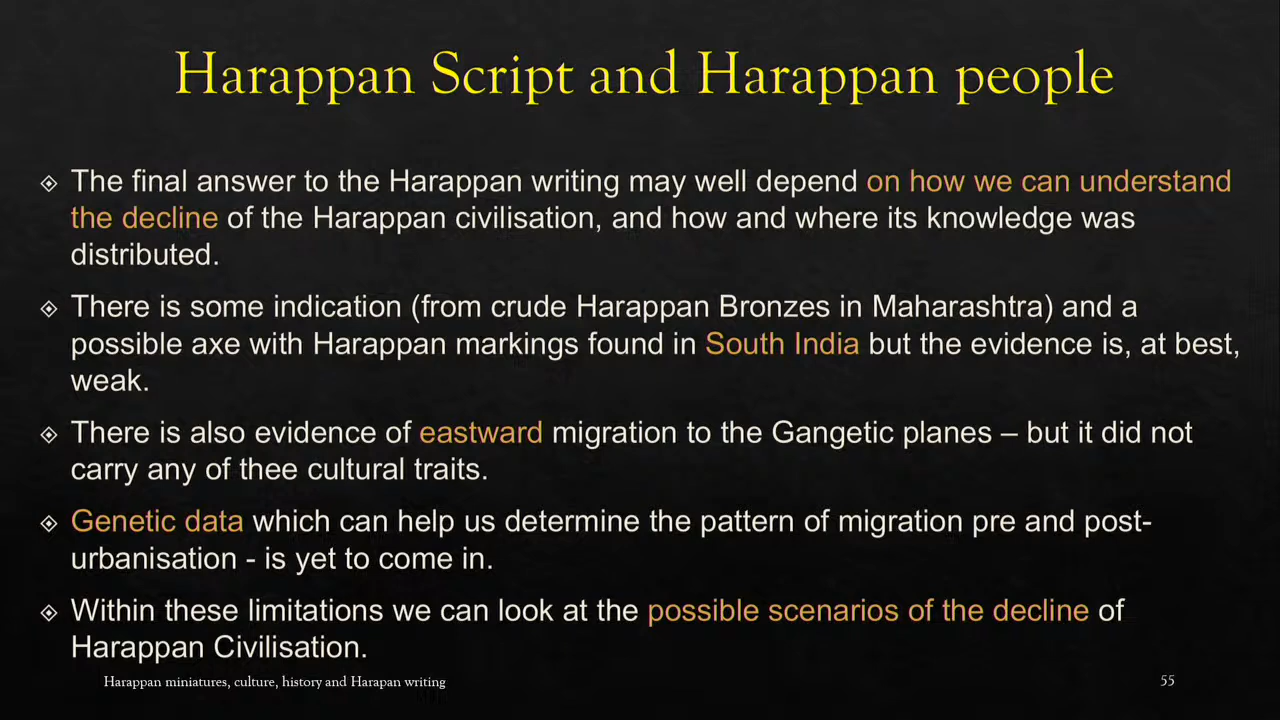 Harappan Script and Harappan people
The final answer to the Harappan writing may well depend on how we can understand
the decline of the Harappan civilisation, and how and where its knowledge was
distributed.
There is some indication (from crude Harappan Bronzes in Maharashtra) and a
possible axe with Harappan markings found in South India but the evidence is, at best,
weak.
There is also evidence of eastward migration to the Gangetic planes – but it did not
carry any of thee cultural traits.
Genetic data which can help us determine the pattern of migration pre and post-
urbanisation - is yet to come in.
Within these limitations we can look at the possible scenarios of the decline of
Harappan Civilisation.
Harappan miniatures, culture, history and Harapan writing
55